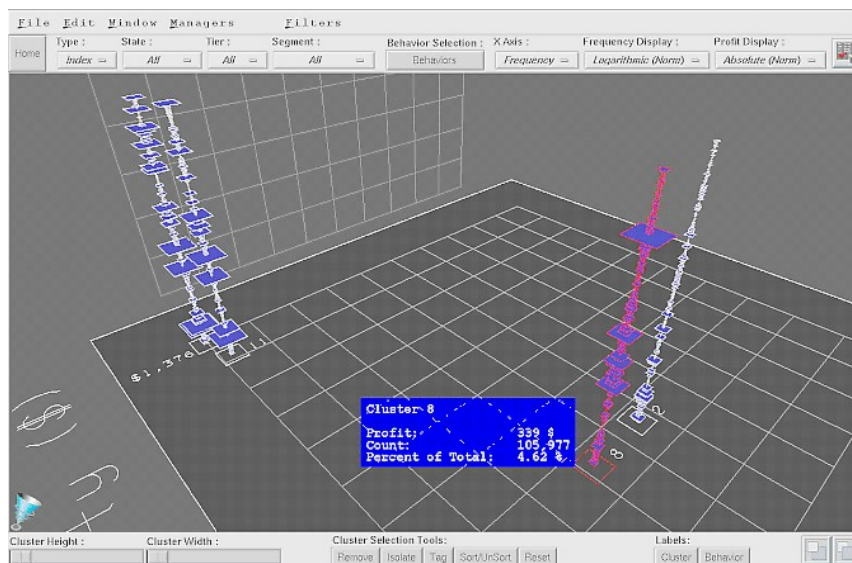 File Edit Window Managers Filters
Home
Type : State : Tier : Segment : Behavior Selection : X Axis : Frequency Display : Profit Display :
Index All All All Behaviors Frequency Logarithmic (Norm) Absolute (Norm)
$1,376
11
2
8
($)
Cluster 8
Profit: 339 $
Count: 105,977
Percent of Total: 4.62 %
Cluster Height : Cluster Width : Cluster Selection Tools: Labels:
Remove Isolate Tag Sort/UnSort Reset Cluster Behavior